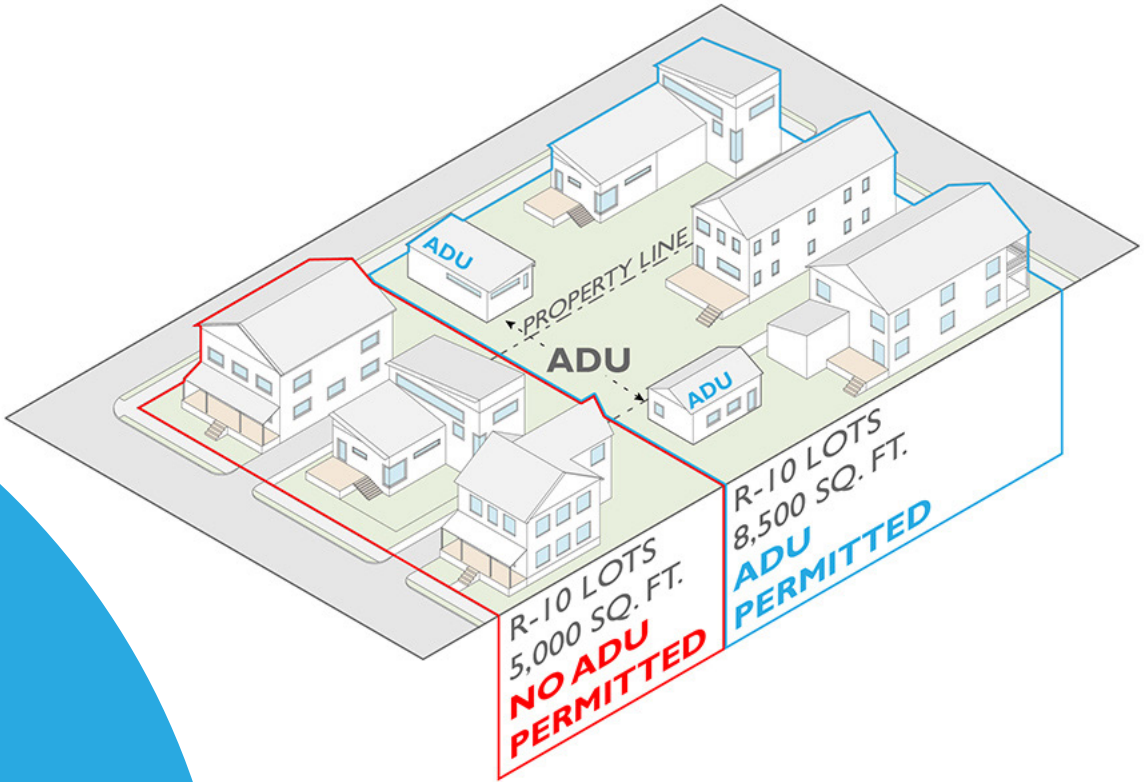 ADU
PROPERTY LINE
ADU
ADU
R-10 LOTS
5,000 SQ. FT.
NO ADU
PERMITTED
R-10 LOTS
8,500 SQ. FT.
ADU
PERMITTED